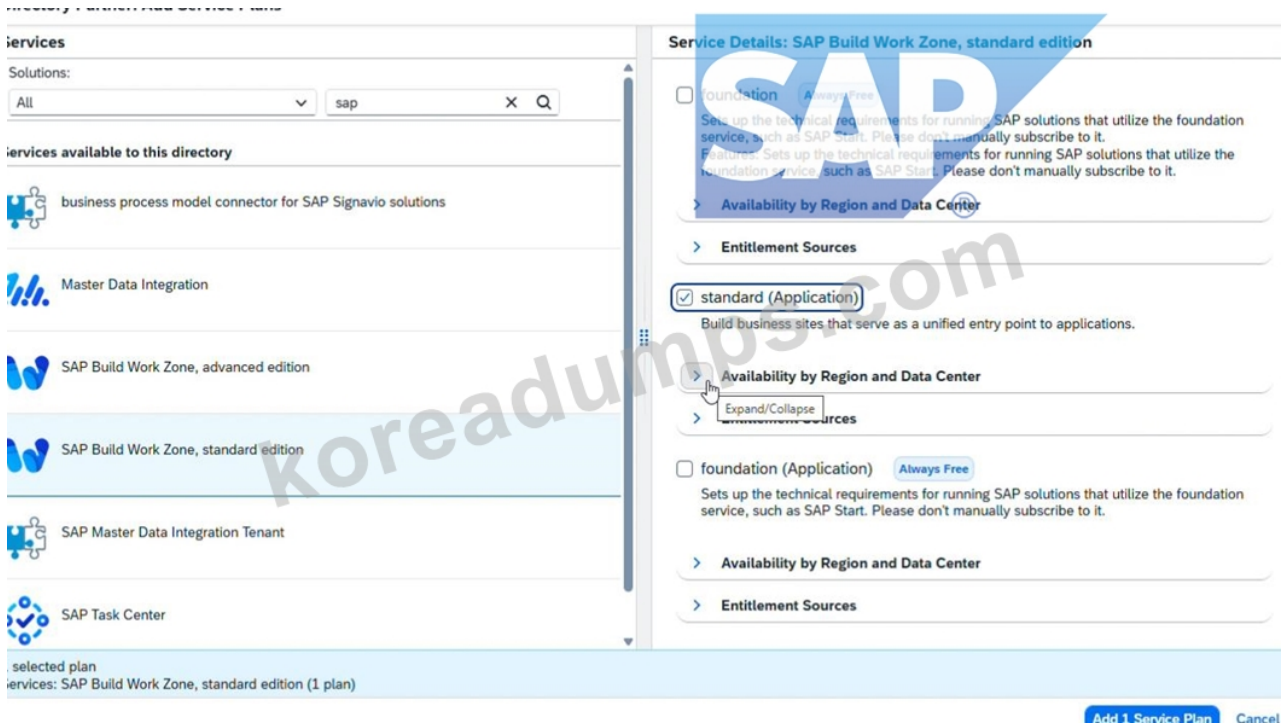 Directory Partner: Add Service Plans
Services
Solutions:
All
sap
Services available to this directory
business process model connector for SAP Signavio solutions
Master Data Integration
SAP Build Work Zone, advanced edition
SAP Build Work Zone, standard edition
SAP Master Data Integration Tenant
SAP Task Center
selected plan
Services: SAP Build Work Zone, standard edition (1 plan)
Service Details: SAP Build Work Zone, standard edition
foundation Always Free
Sets up the technical requirements for running SAP solutions that utilize the foundation
service, such as SAP Start. Please don't manually subscribe to it.
Features: Sets up the technical requirements for running SAP solutions that utilize the
foundation service, such as SAP Start. Please don't manually subscribe to it.
Availability by Region and Data Center
Entitlement Sources
standard (Application)
Build business sites that serve as a unified entry point to applications.
Availability by Region and Data Center
Expand/Collapse
Entitlement Sources
foundation (Application) Always Free
Sets up the technical requirements for running SAP solutions that utilize the foundation
service, such as SAP Start. Please don't manually subscribe to it.
Availability by Region and Data Center
Entitlement Sources
Add 1 Service Plan Cancel
SAP ®
koreadumps.com